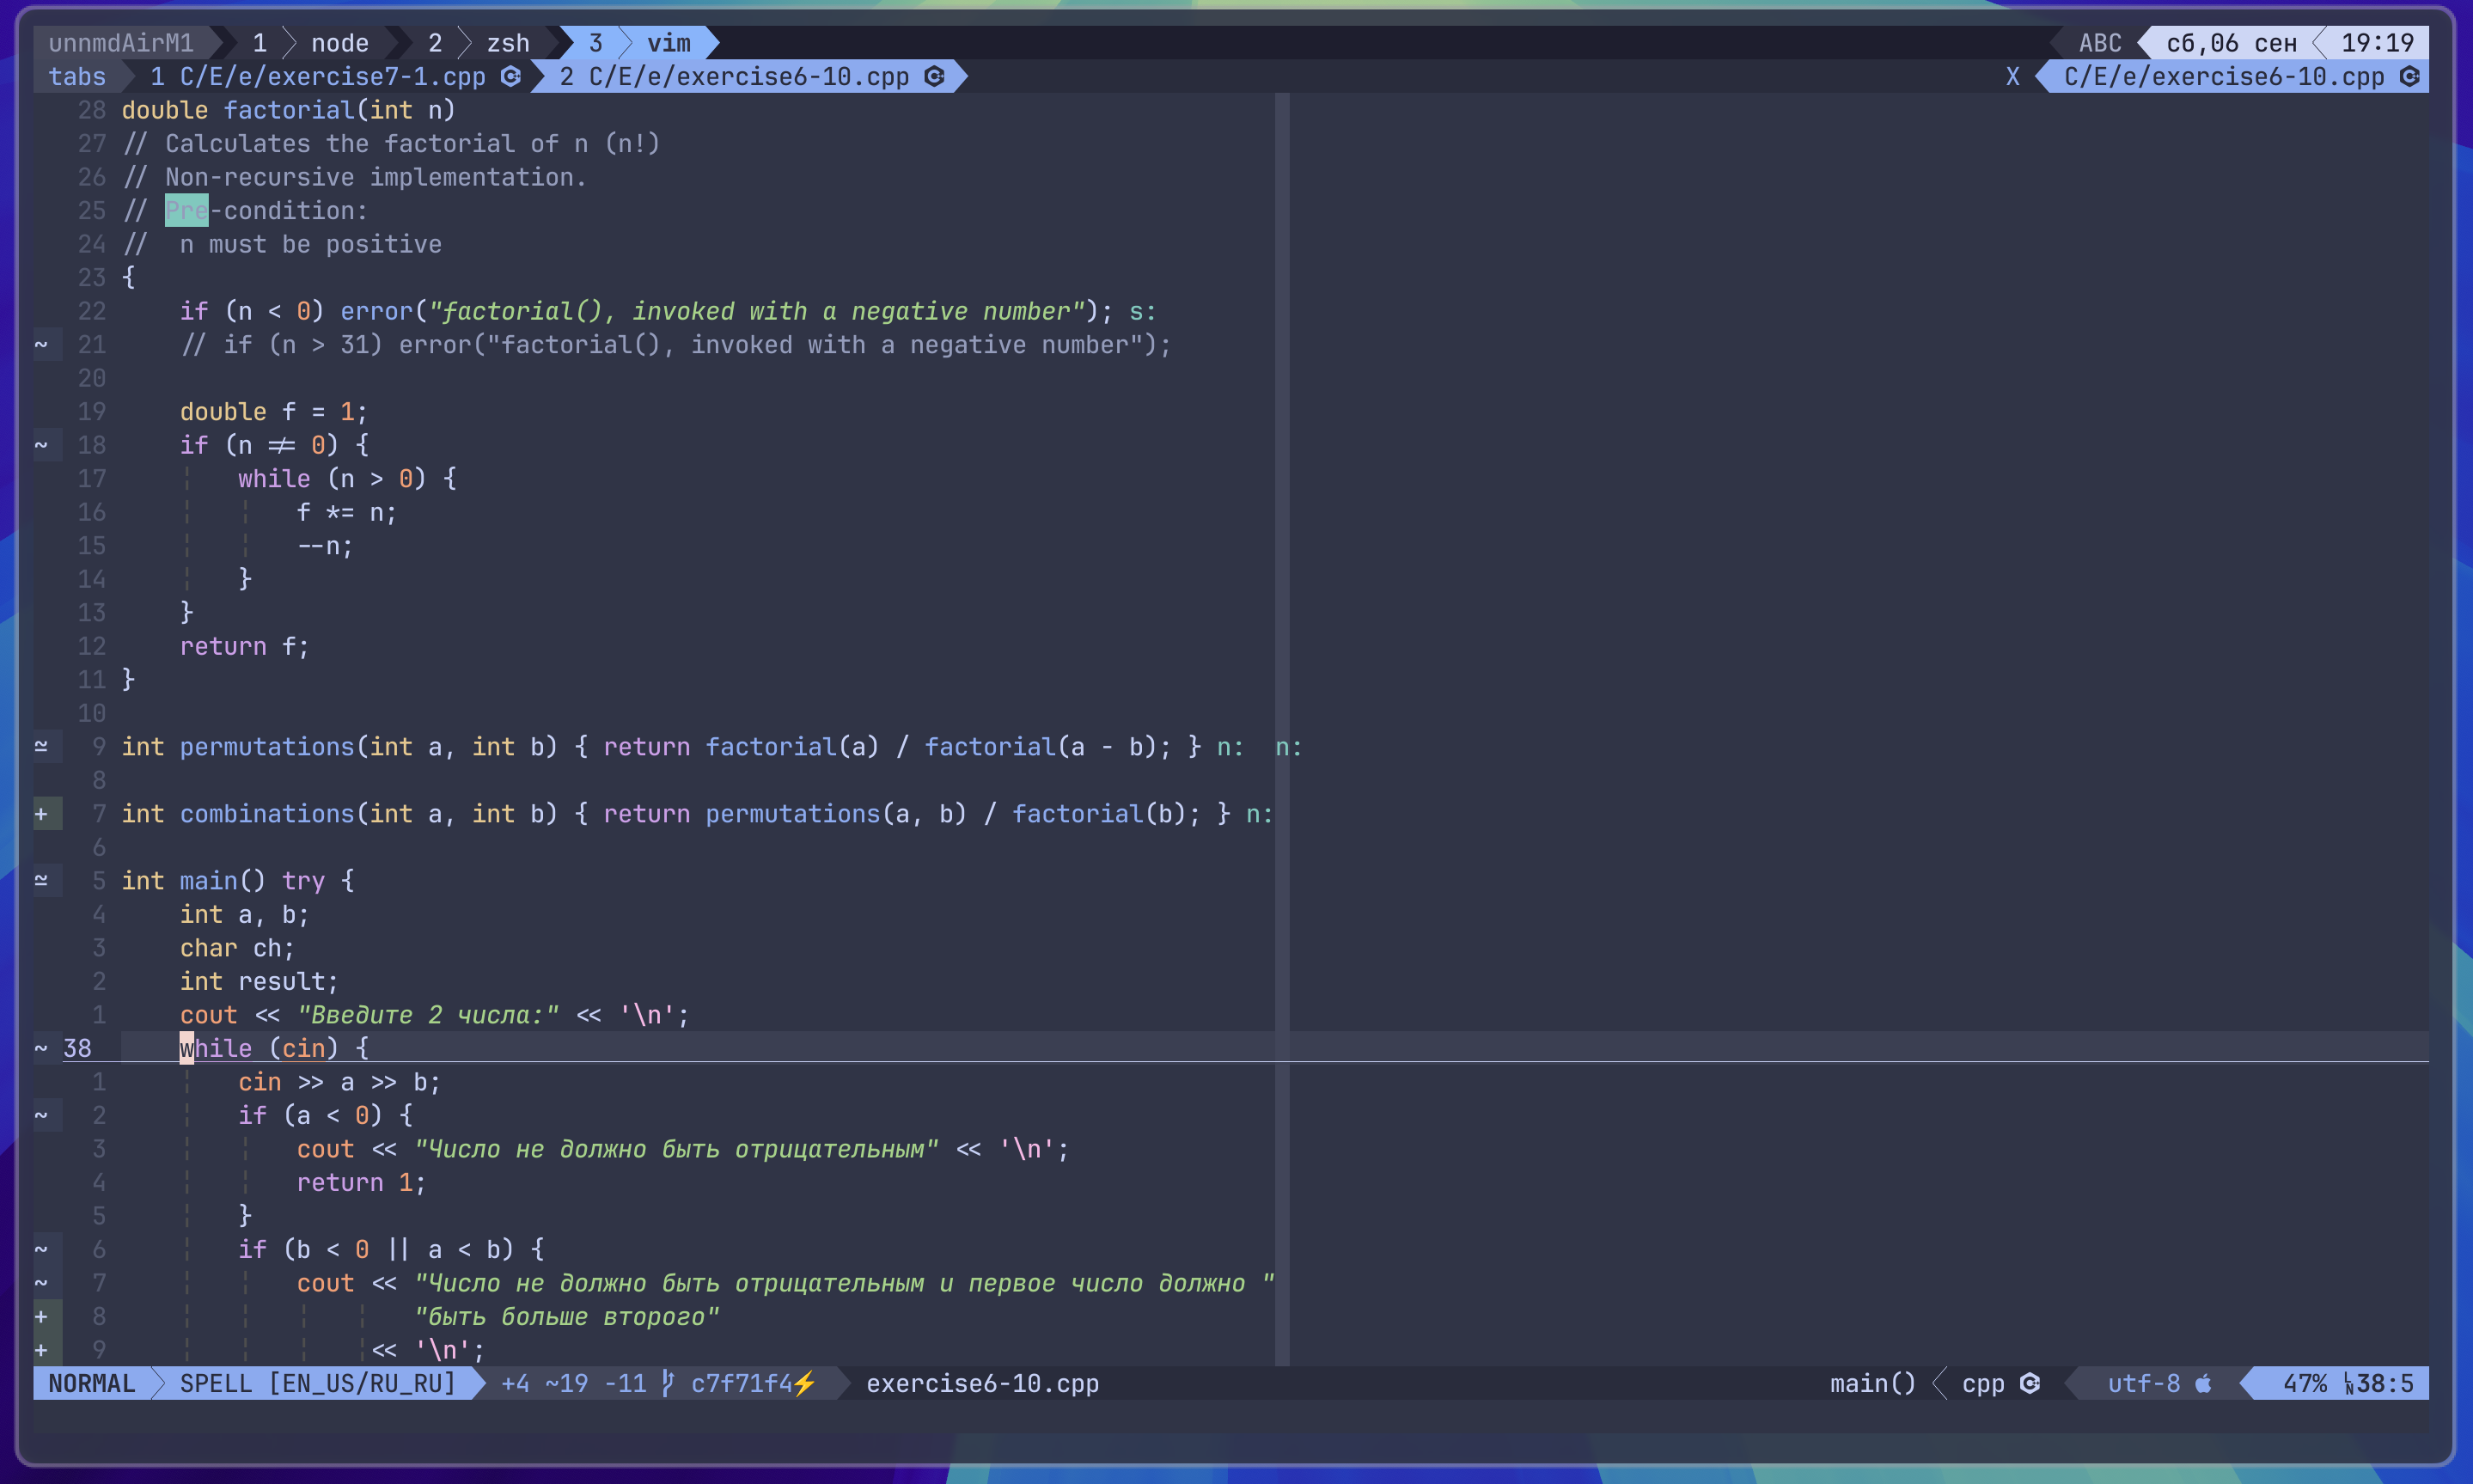 unnmdAirM1 1 node 2 zsh 3 vim ABC сб,06 сен 19:19
tabs 1 C/E/e/exercise7-1.cpp 2 C/E/e/exercise6-10.cpp X C/E/e/exercise6-10.cpp
28 double factorial(int n)
27 // Calculates the factorial of n (n!)
26 // Non-recursive implementation.
25 // Pre-condition:
24 //  n must be positive
23 {
22     if (n < 0) error("factorial(), invoked with a negative number"); s:
~ 21     // if (n > 31) error("factorial(), invoked with a negative number");
20
19     double f = 1;
~ 18     if (n != 0) {
17         while (n > 0) {
16             f *= n;
15             --n;
14         }
13     }
12     return f;
11 }
10
≃ 9 int permutations(int a, int b) { return factorial(a) / factorial(a - b); } n:  n:
8
+ 7 int combinations(int a, int b) { return permutations(a, b) / factorial(b); } n:
6
≃ 5 int main() try {
4     int a, b;
3     char ch;
2     int result;
1     cout << "Введите 2 числа:" << '\n';
~ 38     while (cin) {
1         cin >> a >> b;
~ 2         if (a < 0) {
3             cout << "Число не должно быть отрицательным" << '\n';
4             return 1;
5         }
~ 6         if (b < 0 || a < b) {
~ 7             cout << "Число не должно быть отрицательным и первое число должно "
+ 8                     "быть больше второго"
+ 9                  << '\n';
NORMAL SPELL [EN_US/RU_RU] +4 ~19 -11 c7f71f4⚡ exercise6-10.cpp main() cpp utf-8 47% LN38:5